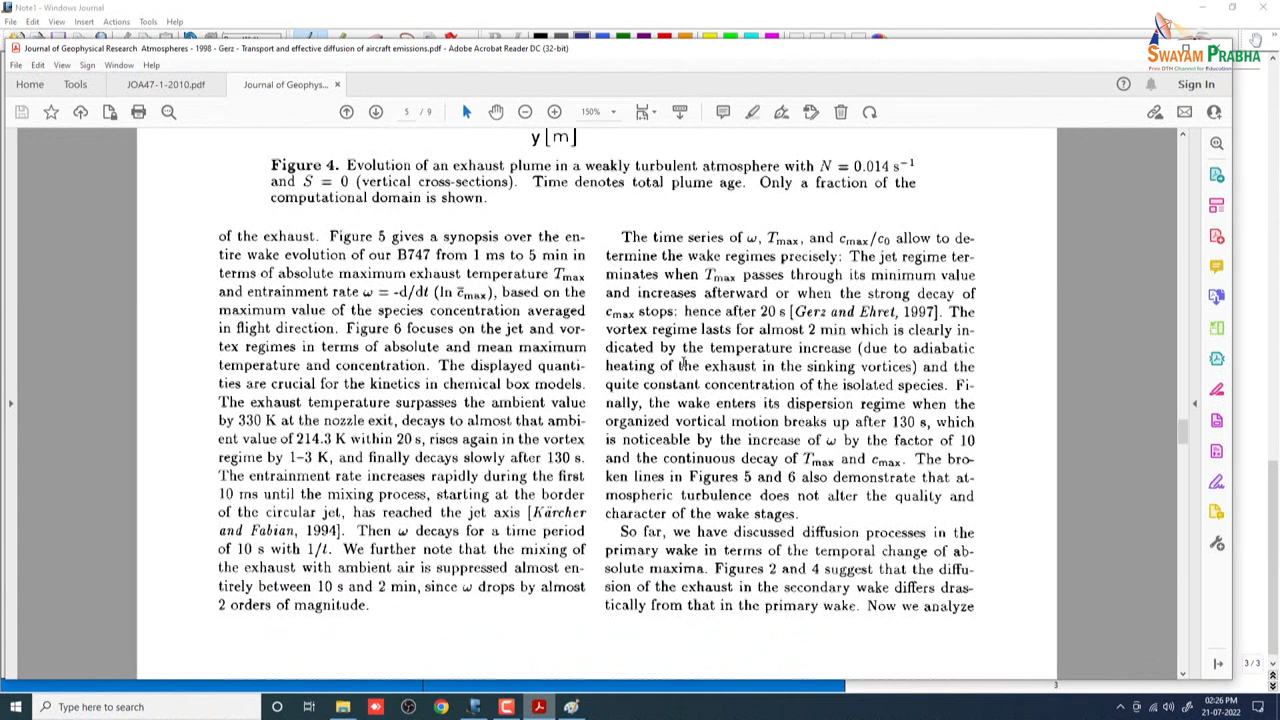 Note1 - Windows Journal
File Edit View Insert Actions Tools Help
SWAYAM PRABHA
Free DTH Channel for Education
Journal of Geophysical Research Atmospheres - 1998 - Gerz - Transport and effective diffusion of aircraft emissions.pdf - Adobe Acrobat Reader DC (32-bit)
File Edit View Sign Window Help
Home Tools JOA47-1-2010.pdf Journal of Geophys... × Sign In
5 / 9 150%
y [m]
Figure 4. Evolution of an exhaust plume in a weakly turbulent atmosphere with N = 0.014 s⁻¹
and S = 0 (vertical cross-sections). Time denotes total plume age. Only a fraction of the
computational domain is shown.
of the exhaust. Figure 5 gives a synopsis over the en-
tire wake evolution of our B747 from 1 ms to 5 min in
terms of absolute maximum exhaust temperature Tmax
and entrainment rate ω = -d/dt (ln c̄max), based on the
maximum value of the species concentration averaged
in flight direction. Figure 6 focuses on the jet and vor-
tex regimes in terms of absolute and mean maximum
temperature and concentration. The displayed quanti-
ties are crucial for the kinetics in chemical box models.
The exhaust temperature surpasses the ambient value
by 330 K at the nozzle exit, decays to almost that ambi-
ent value of 214.3 K within 20 s, rises again in the vortex
regime by 1-3 K, and finally decays slowly after 130 s.
The entrainment rate increases rapidly during the first
10 ms until the mixing process, starting at the border
of the circular jet, has reached the jet axis [Kärcher
and Fabian, 1994]. Then ω decays for a time period
of 10 s with 1/t. We further note that the mixing of
the exhaust with ambient air is suppressed almost en-
tirely between 10 s and 2 min, since ω drops by almost
2 orders of magnitude.
The time series of ω, Tmax, and cmax/c0 allow to de-
termine the wake regimes precisely: The jet regime ter-
minates when Tmax passes through its minimum value
and increases afterward or when the strong decay of
cmax stops: hence after 20 s [Gerz and Ehret, 1997]. The
vortex regime lasts for almost 2 min which is clearly in-
dicated by the temperature increase (due to adiabatic
heating of the exhaust in the sinking vortices) and the
quite constant concentration of the isolated species. Fi-
nally, the wake enters its dispersion regime when the
organized vortical motion breaks up after 130 s, which
is noticeable by the increase of ω by the factor of 10
and the continuous decay of Tmax and cmax. The bro-
ken lines in Figures 5 and 6 also demonstrate that at-
mospheric turbulence does not alter the quality and
character of the wake stages.
So far, we have discussed diffusion processes in the
primary wake in terms of the temporal change of ab-
solute maxima. Figures 2 and 4 suggest that the diffu-
sion of the exhaust in the secondary wake differs dras-
tically from that in the primary wake. Now we analyze
3/3
3
Type here to search
02:26 PM
21-07-2022